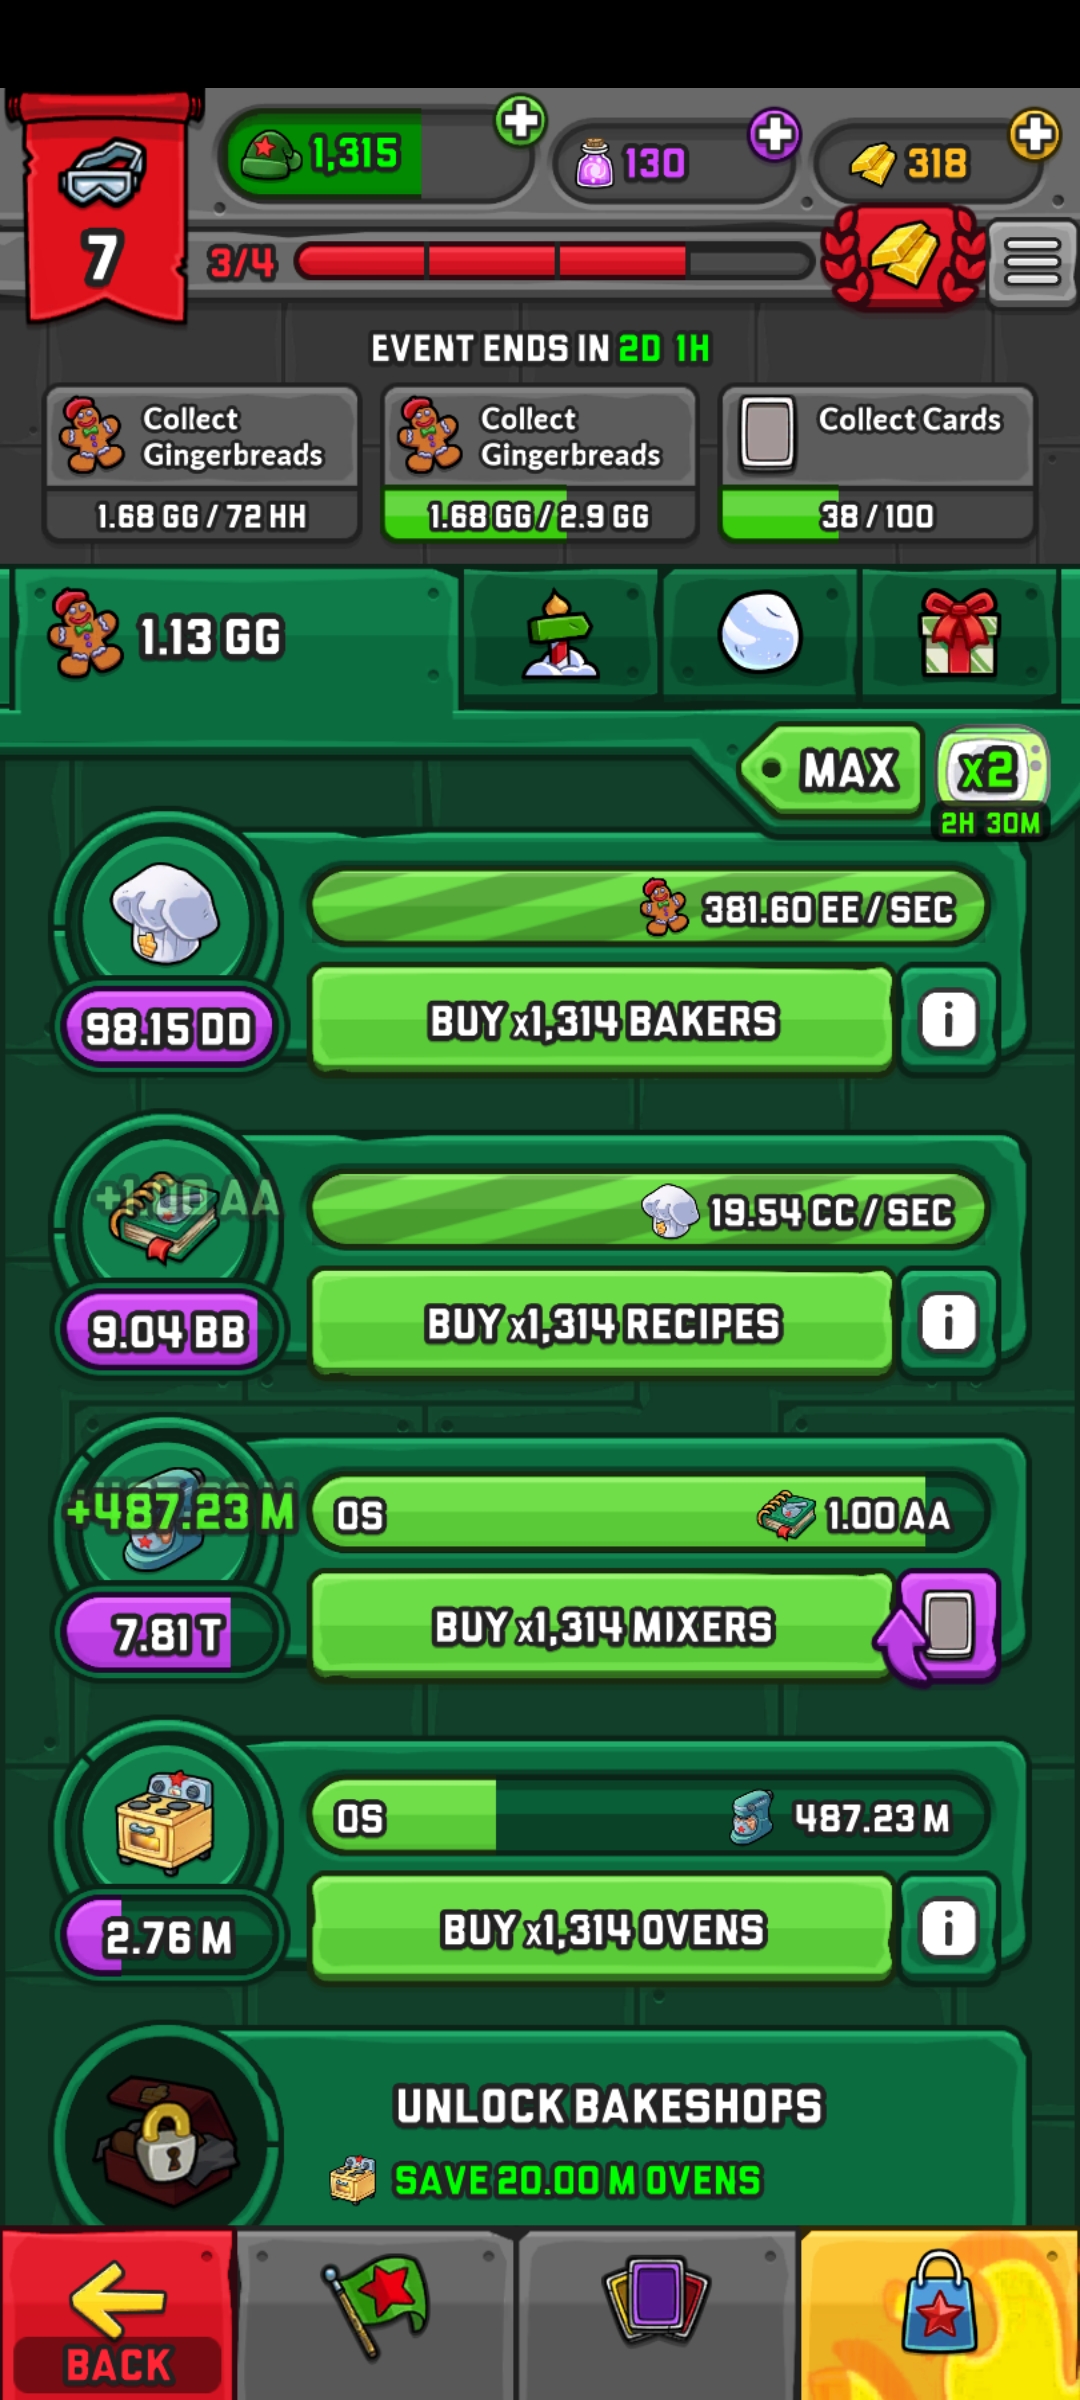 1,315
130
318
7
3/4
EVENT ENDS IN 2D 1H
Collect
Gingerbreads
1.68 GG / 72 HH
Collect
Gingerbreads
1.68 GG / 2.9 GG
Collect Cards
38 / 100
1.13 GG
MAX
x2
2H 30M
381.60 EE / SEC
98.15 DD
BUY x1,314 BAKERS
i
+1.00 AA
19.54 CC / SEC
9.04 BB
BUY x1,314 RECIPES
i
+487.23 M
0S
1.00 AA
7.81 T
BUY x1,314 MIXERS
0S
487.23 M
2.76 M
BUY x1,314 OVENS
i
UNLOCK BAKESHOPS
SAVE 20.00 M OVENS
BACK